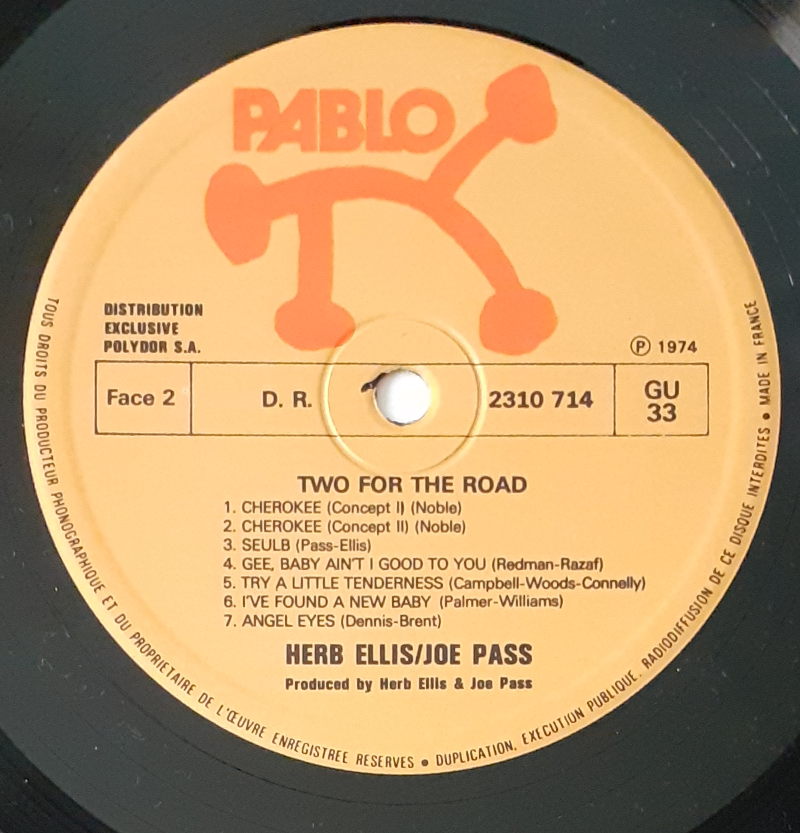 PABLO
DISTRIBUTION
EXCLUSIVE
POLYDOR S.A.
℗ 1974
Face 2
D. R.
2310 714
GU
33
TWO FOR THE ROAD
1. CHEROKEE (Concept I) (Noble)
2. CHEROKEE (Concept II) (Noble)
3. SEULB (Pass-Ellis)
4. GEE, BABY AIN'T I GOOD TO YOU (Redman-Razaf)
5. TRY A LITTLE TENDERNESS (Campbell-Woods-Connelly)
6. I'VE FOUND A NEW BABY (Palmer-Williams)
7. ANGEL EYES (Dennis-Brent)
HERB ELLIS/JOE PASS
Produced by Herb Ellis & Joe Pass
TOUS DROITS DU PRODUCTEUR PHONOGRAPHIQUE ET DU PROPRIETAIRE DE L'ŒUVRE ENREGISTREE RESERVES • DUPLICATION, EXECUTION PUBLIQUE, RADIODIFFUSION DE CE DISQUE INTERDITES • MADE IN FRANCE